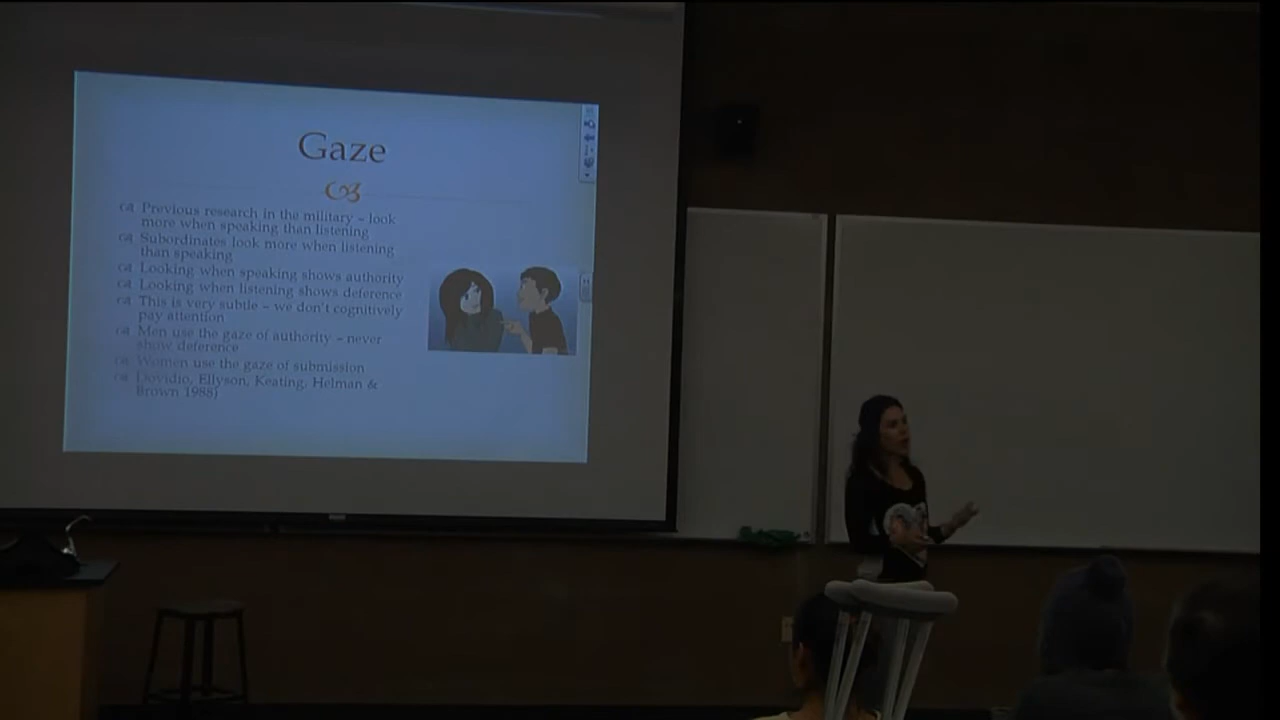 Gaze
Previous research in the military – look
more when speaking than listening
Subordinates look more when listening
than speaking
Looking when speaking shows authority
Looking when listening shows deference
This is very subtle – we don't cognitively
pay attention
Men use the gaze of authority – never
show deference
Women use the gaze of submission
Dovidio, Ellyson, Keating, Helman &
Brown 1988)